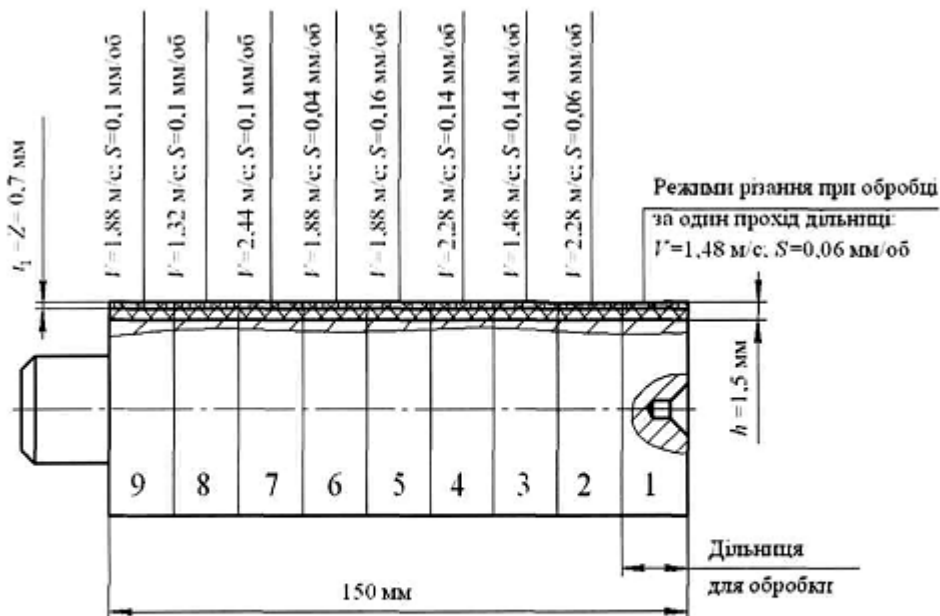 V=1,88 м/с; S=0,1 мм/об
V=1,32 м/с; S=0,1 мм/об
V=2,44 м/с; S=0,1 мм/об
V=1,88 м/с; S=0,04 мм/об
V=1,88 м/с; S=0,16 мм/об
V=2,28 м/с; S=0,14 мм/об
V=1,48 м/с; S=0,14 мм/об
V=2,28 м/с; S=0,06 мм/об
t₁ =Z= 0,7 мм
Режими різання при обробці
за один прохід дільниці:
V=1,48 м/с; S=0,06 мм/об
h =1,5 мм
9 8 7 6 5 4 3 2 1
Дільниця
для обробки
150 мм